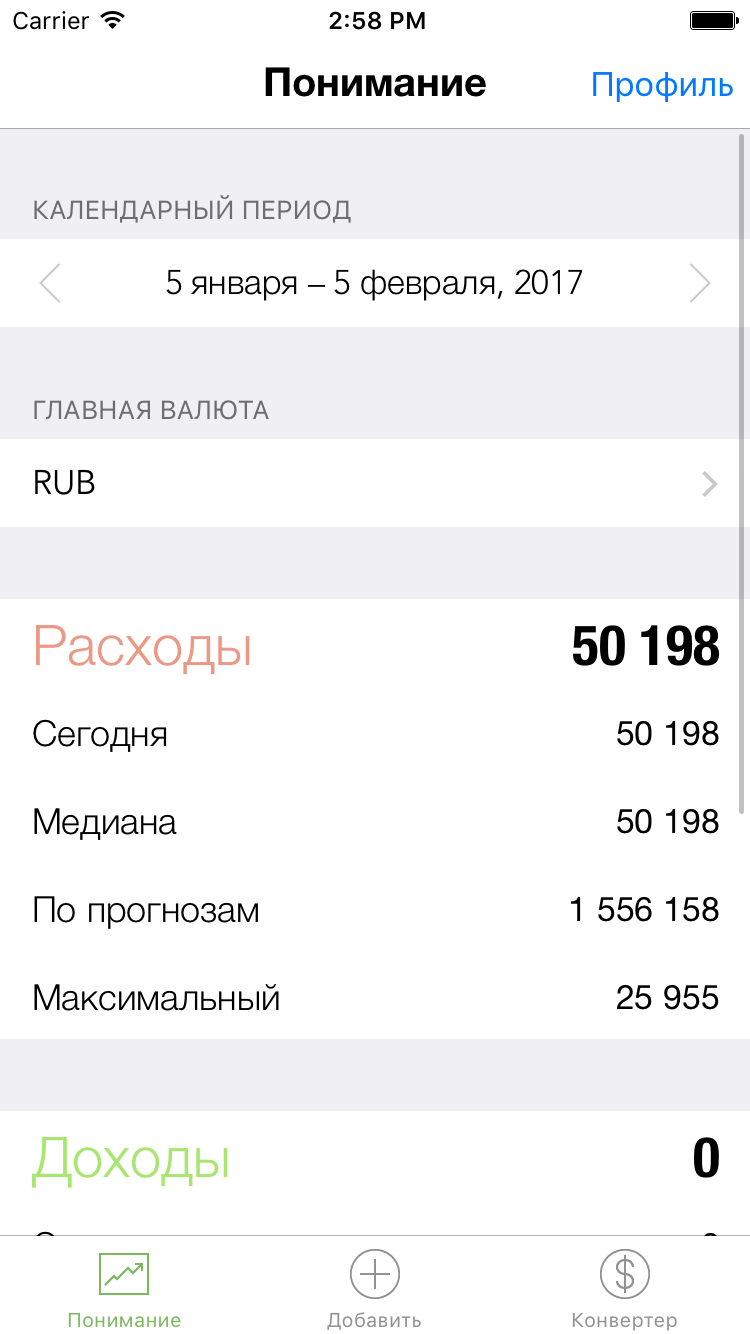 Carrier 2:58 PM
Понимание Профиль
КАЛЕНДАРНЫЙ ПЕРИОД
5 января – 5 февраля, 2017
ГЛАВНАЯ ВАЛЮТА
RUB
Расходы 50 198
Сегодня 50 198
Медиана 50 198
По прогнозам 1 556 158
Максимальный 25 955
Доходы 0
Понимание Добавить Конвертер